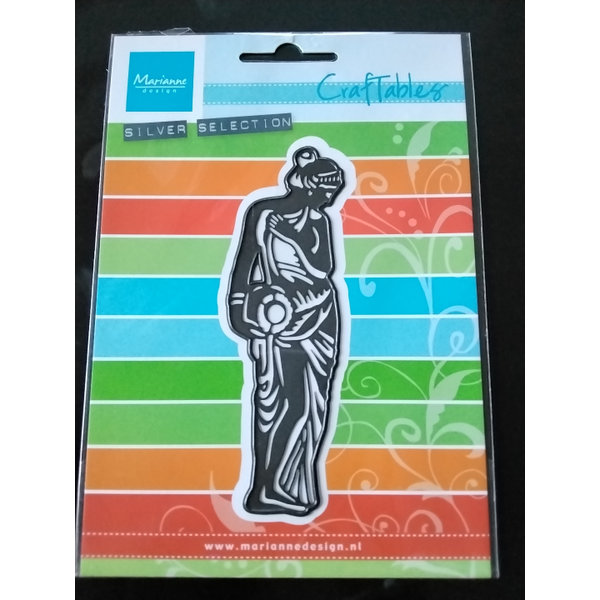 Marianne
design
CrafTables
SILVER SELECTION
www.mariannedesign.nl